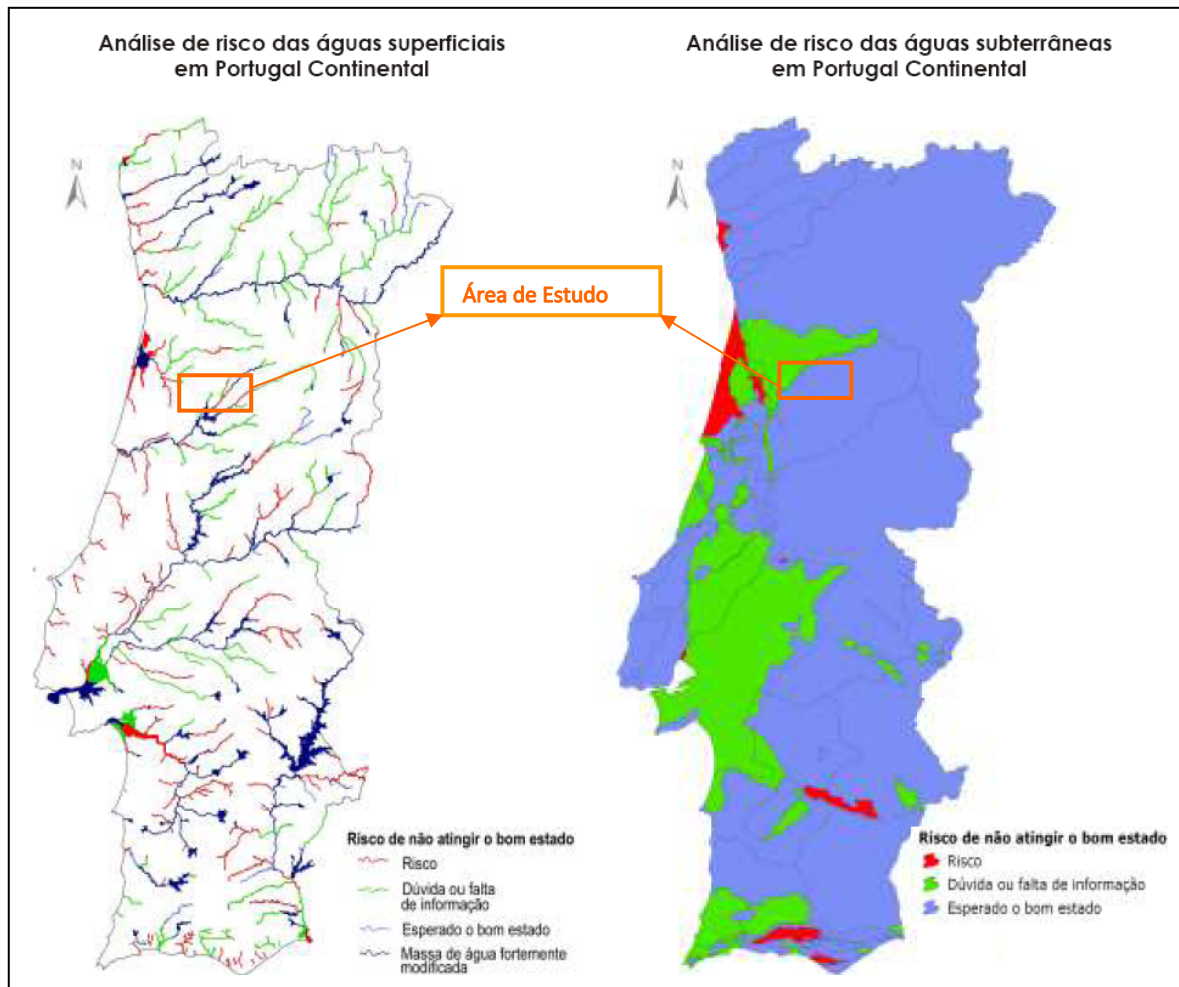 Análise de risco das águas superficiais
em Portugal Continental
Análise de risco das águas subterrâneas
em Portugal Continental
N
N
Área de Estudo
Risco de não atingir o bom estado
Risco
Dúvida ou falta
de informação
Esperado o bom estado
Massa de água fortemente
modificada
Risco de não atingir o bom estado
Risco
Dúvida ou falta de informação
Esperado o bom estado